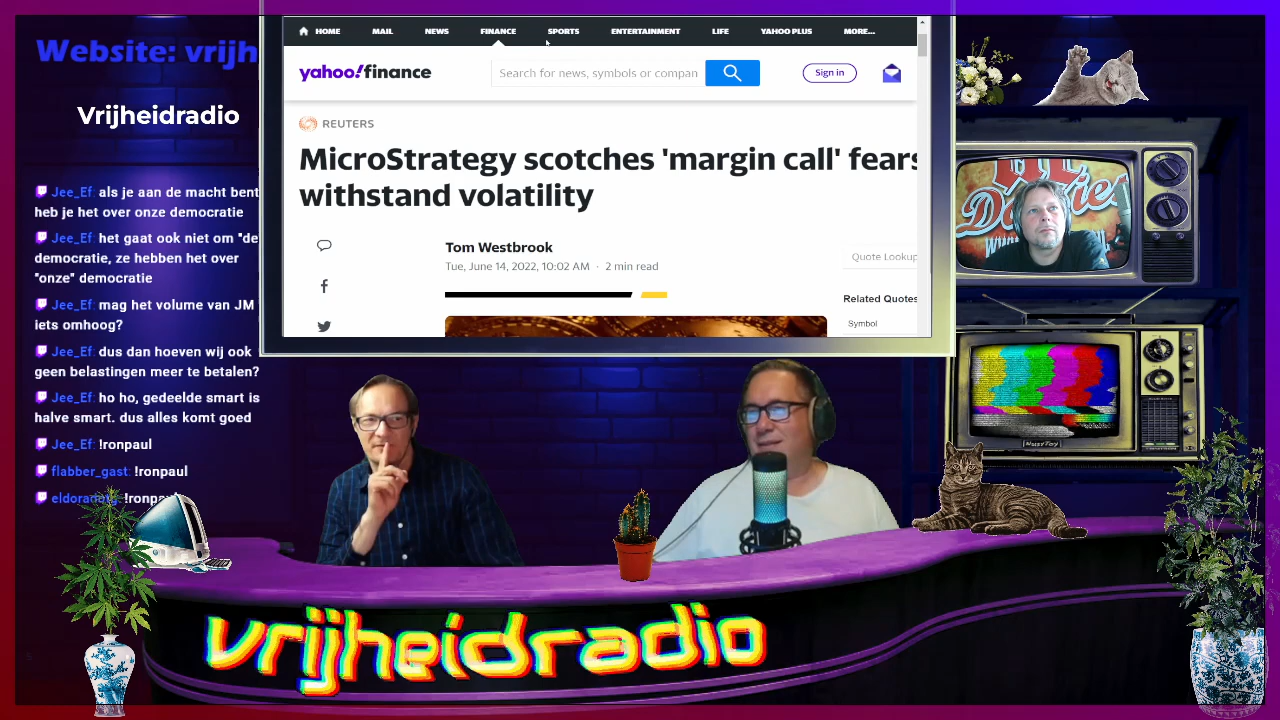 Website: vrijh
Vrijheidradio
Jee_Ef: als je aan de macht bent
heb je het over onze democratie
Jee_Ef: het gaat ook niet om "de
democratie, ze hebben het over
"onze" democratie
Jee_Ef: mag het volume van JM
iets omhoog?
Jee_Ef: dus dan hoeven wij ook
geen belastingen meer te betalen?
Jee_Ef: ho ho, gedeelde smart is
halve smart. dus alles komt goed
Jee_Ef: !ronpaul
flabber_gast: !ronpaul
HOME MAIL NEWS FINANCE SPORTS ENTERTAINMENT LIFE YAHOO PLUS MORE...
yahoo!finance
Search for news, symbols or compan
Sign in
REUTERS
MicroStrategy scotches 'margin call' fears
withstand volatility
Tom Westbrook
Tue, June 14, 2022, 10:02 AM · 2 min read
Quote Lookup
Related Quotes
Symbol
vrijheidradio